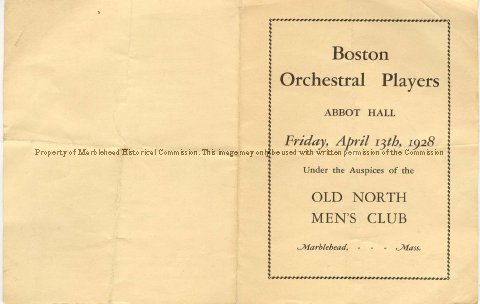 Boston
Orchestral Players
ABBOT HALL
Friday, April 13th, 1928
Property of Marblehead Historical Commission. This image may only be used with written permission of the Commission
Under the Auspices of the
OLD NORTH
MEN'S CLUB
Marblehead, - - - Mass.